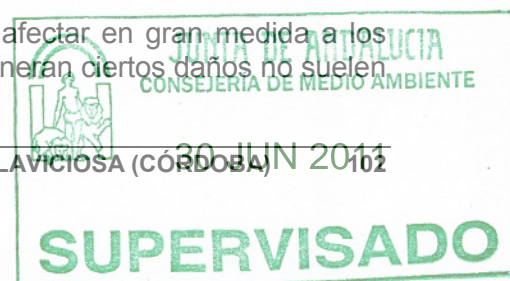 afectar en gran medida a los
JUNTA DE ANDALUCIA
neran ciertos daños no suelen
CONSEJERÍA DE MEDIO AMBIENTE
LAVICIOSA (CÓRDOBA) 102
30 JUN 2011
SUPERVISADO